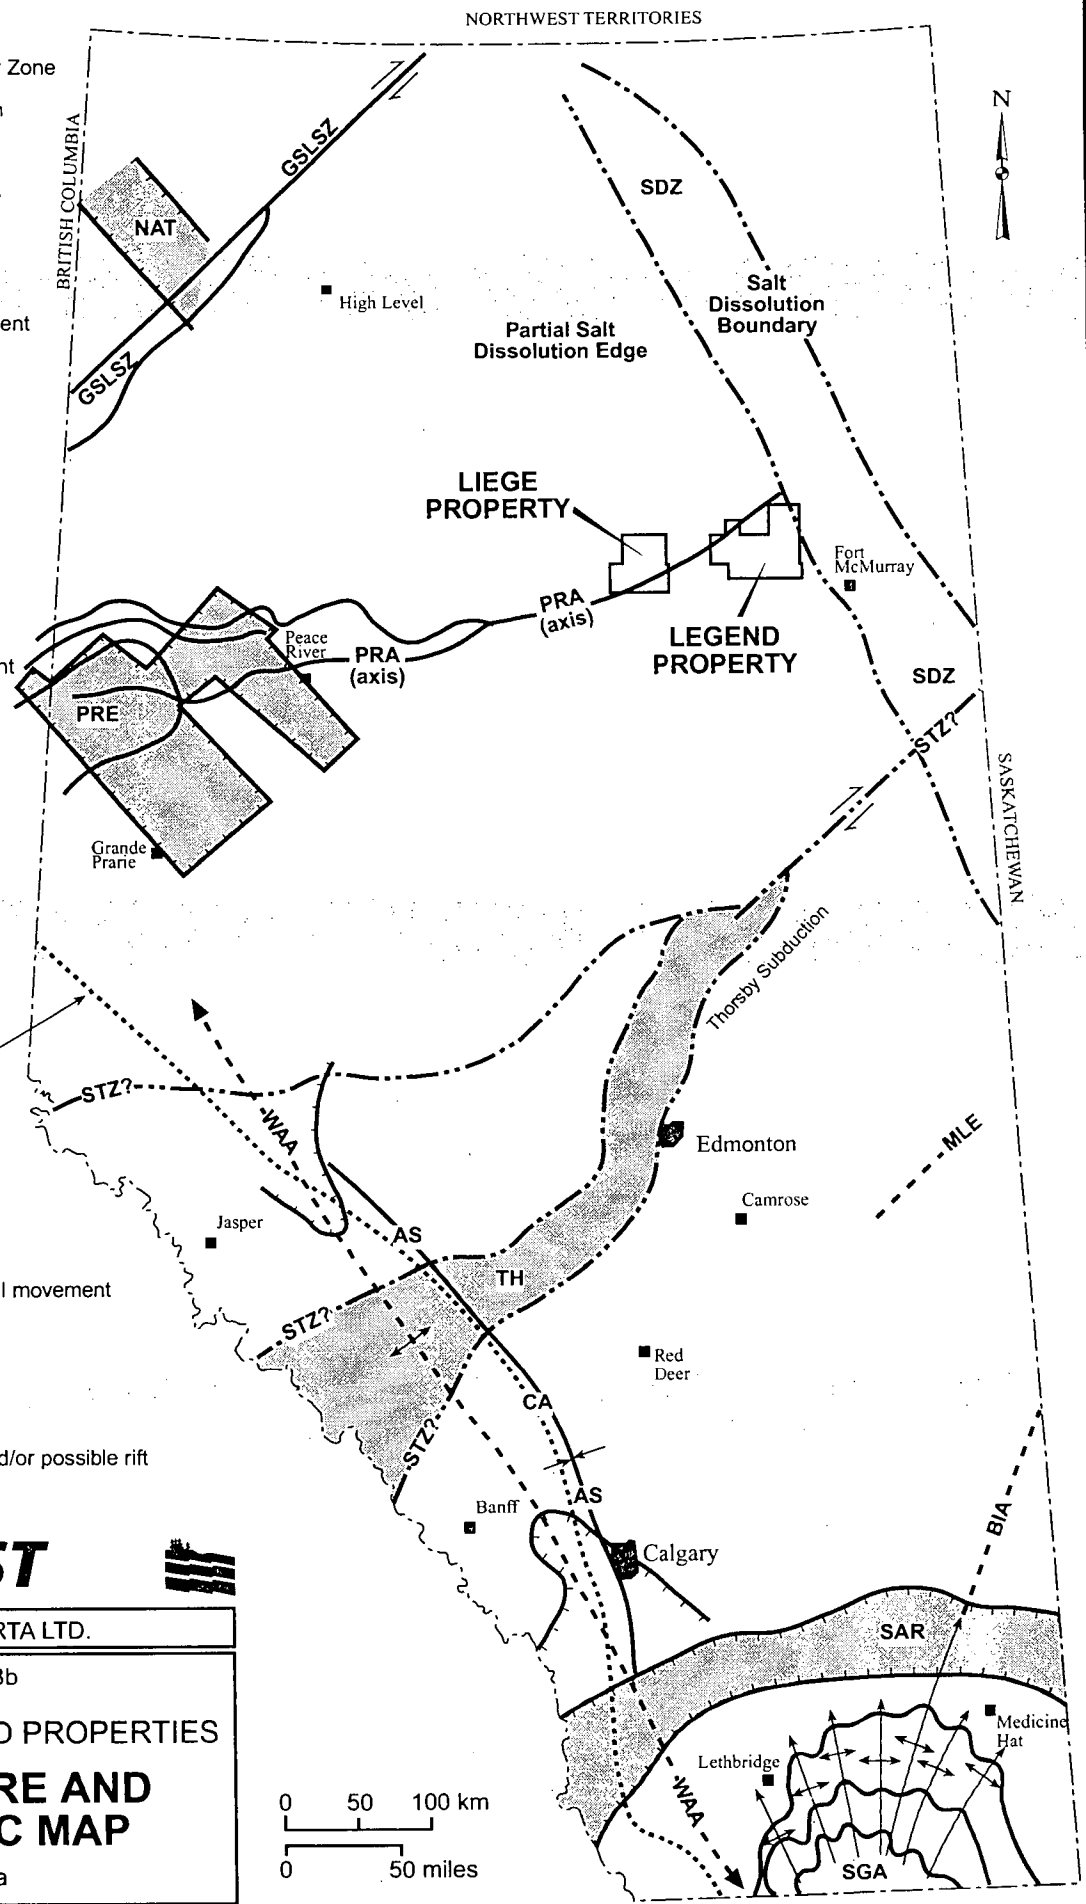 NORTHWEST TERRITORIES
Zone
BRITISH COLUMBIA
GSLSZ
N
SDZ
NAT
High Level
Salt
Dissolution
Boundary
ent
Partial Salt
Dissolution Edge
GSLSZ
LIEGE
PROPERTY
Fort
McMurray
PRA
(axis)
LEGEND
PROPERTY
Peace
River
PRA
(axis)
nt
SDZ
PRE
STZ?
SASKATCHEWAN
Grande
Prarie
Thorsby Subduction
STZ?
WAA
Edmonton
MLE
Camrose
Jasper
AS
TH
l movement
STZ?
Red
Deer
CA
STZ?
d/or possible rift
AS
Banff
BIA
Calgary
ST
RTA LTD.
SAR
3b
D PROPERTIES
Medicine
Hat
Lethbridge
RE AND
C MAP
WAA
0 50 100 km
0 50 miles
SGA
a